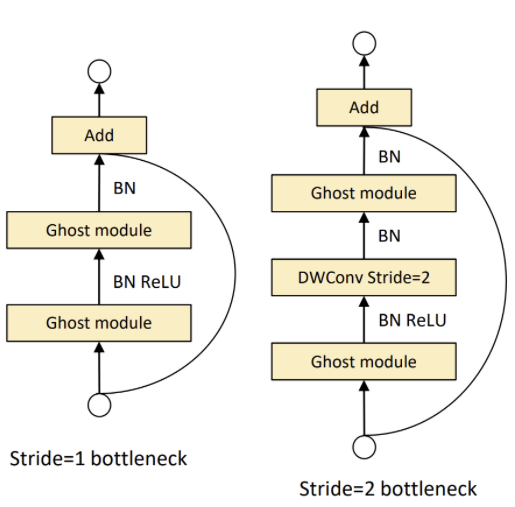 Add
BN
Ghost module
BN ReLU
Ghost module
Stride=1 bottleneck
Add
BN
Ghost module
BN
DWConv Stride=2
BN ReLU
Ghost module
Stride=2 bottleneck